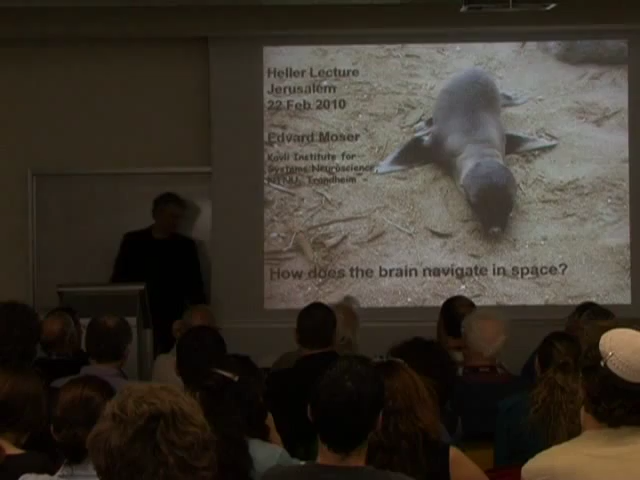 Heller Lecture
Jerusalem
22 Feb 2010
Edvard Moser
Kavli Institute for
Systems Neuroscience,
NTNU, Trondheim
How does the brain navigate in space?